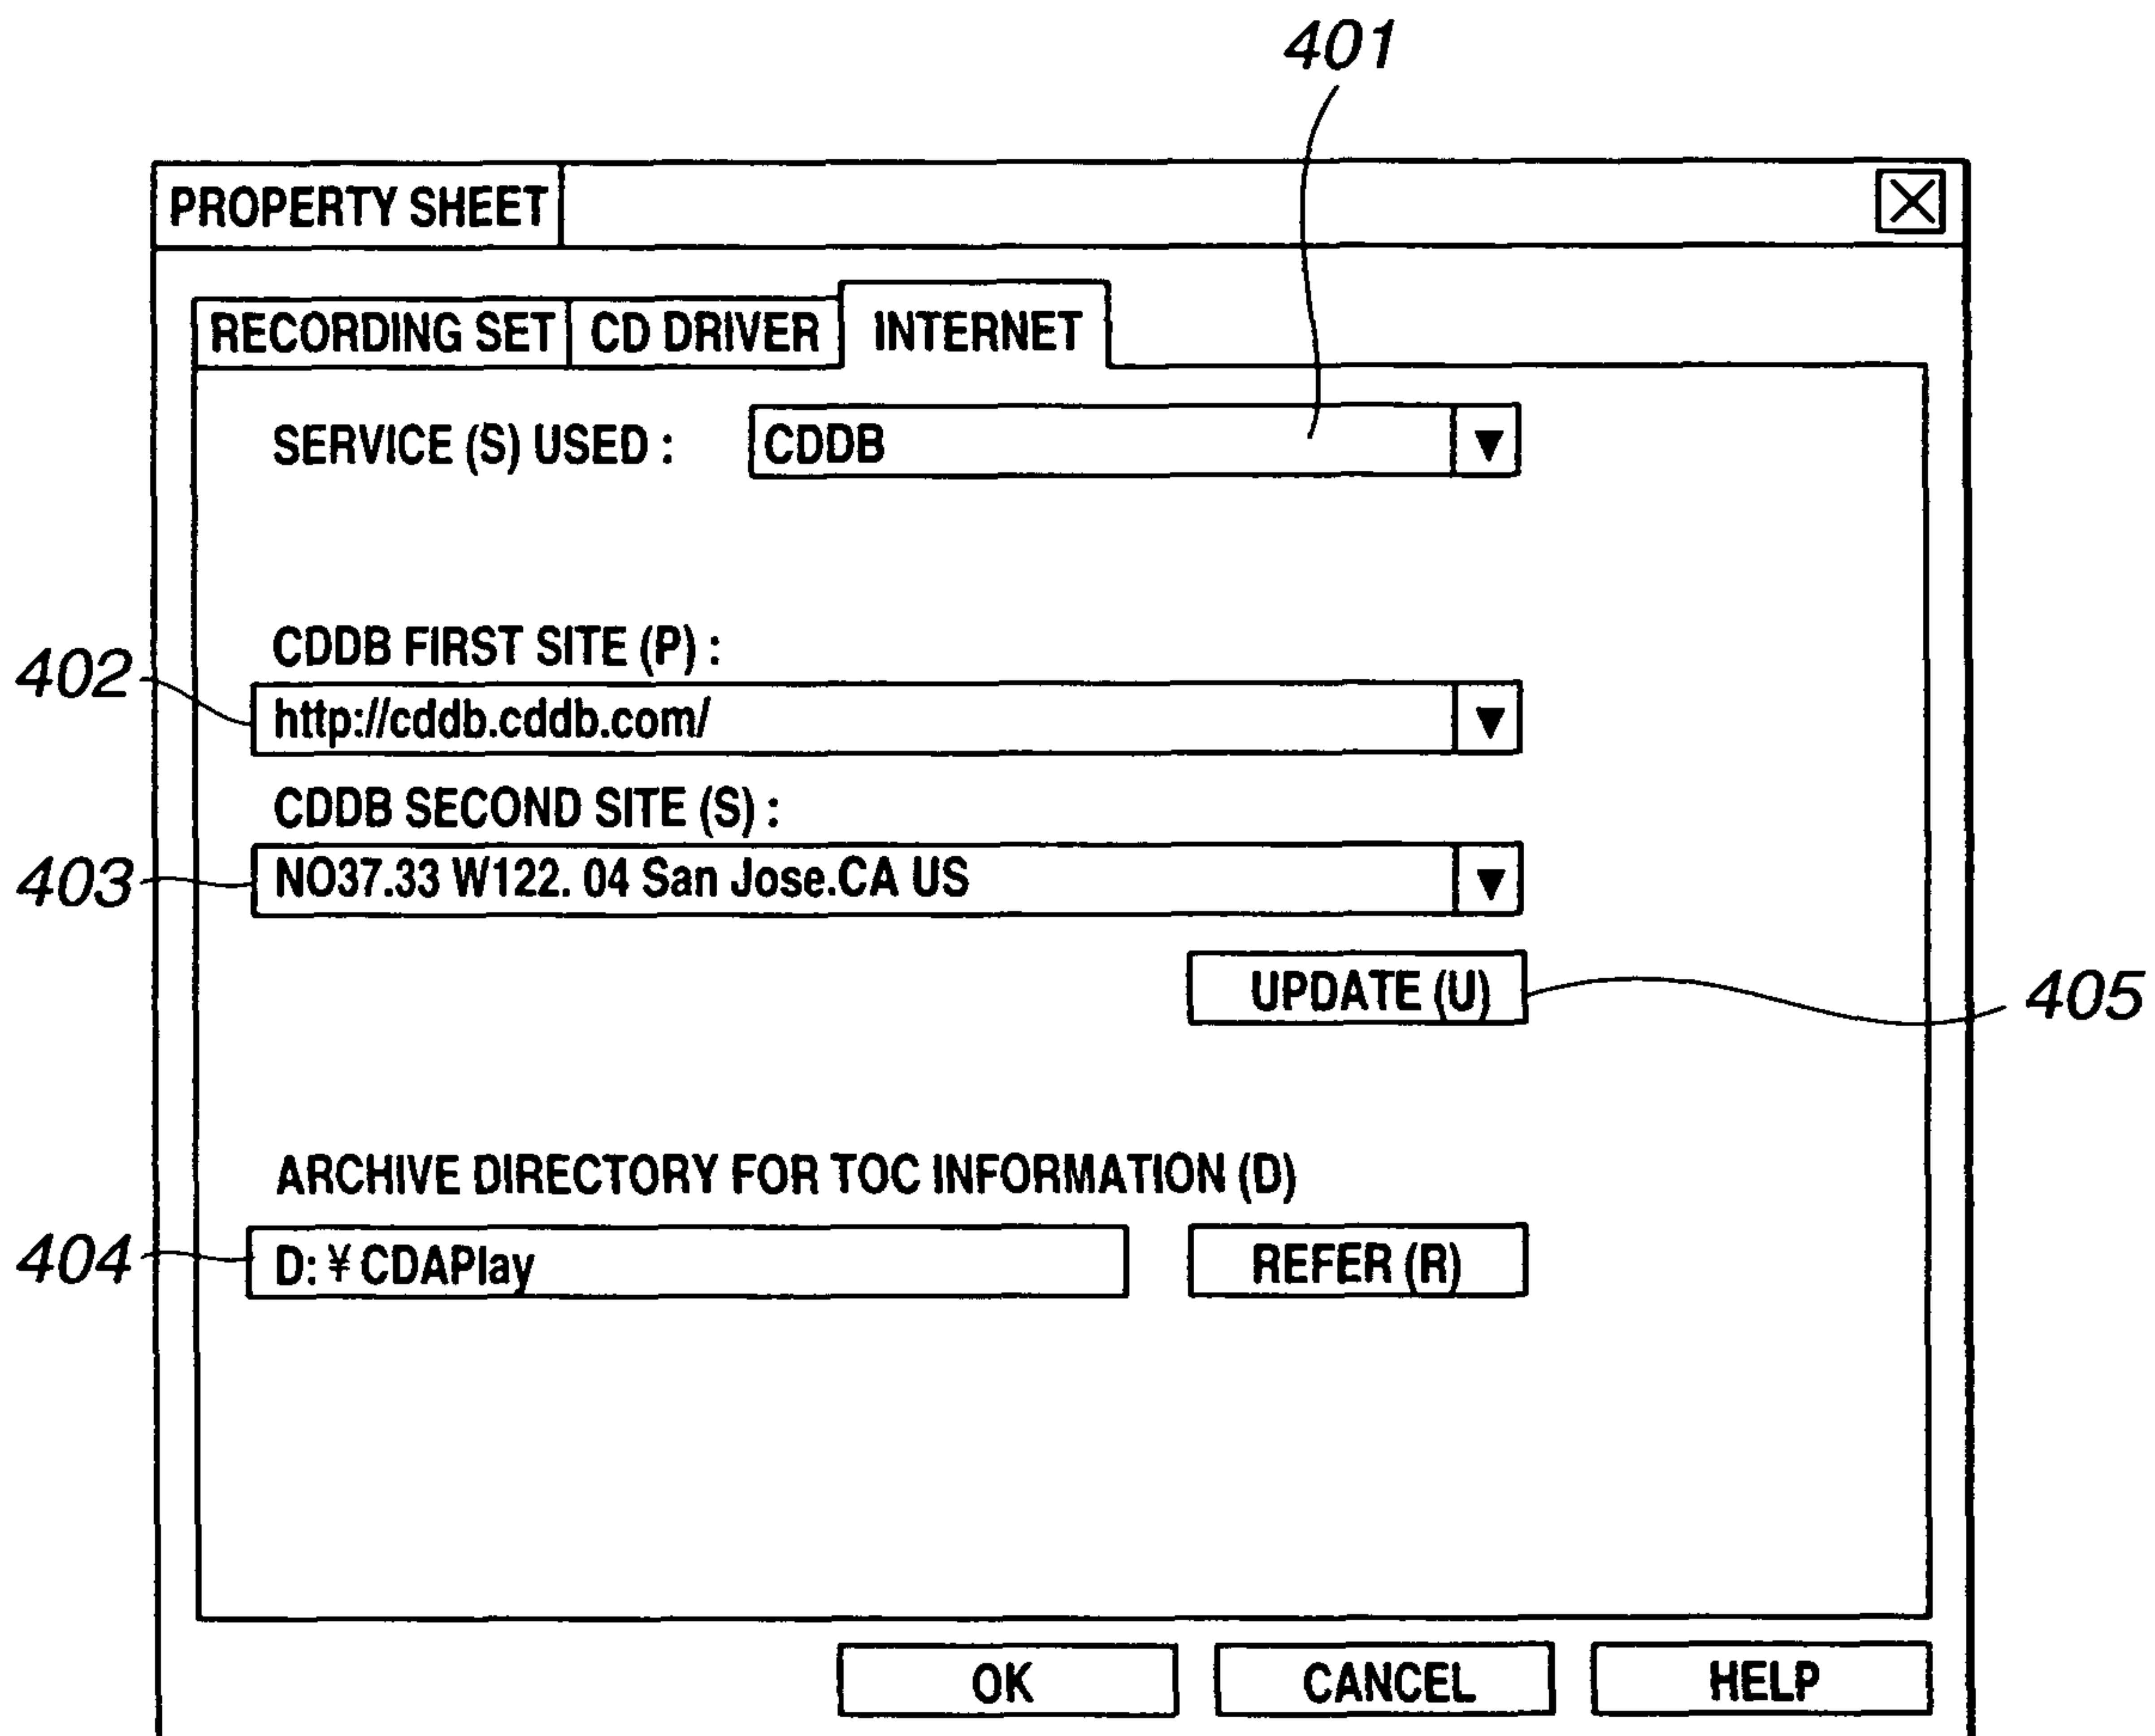 401
PROPERTY SHEET
RECORDING SET CD DRIVER INTERNET
SERVICE (S) USED : CDDB ▼
CDDB FIRST SITE (P) :
402
http://cddb.cddb.com/ ▼
CDDB SECOND SITE (S) :
403
NO37.33 W122. 04 San Jose.CA US ▼
UPDATE (U)
405
ARCHIVE DIRECTORY FOR TOC INFORMATION (D)
404
D: ¥ CDAPlay REFER (R)
OK CANCEL HELP